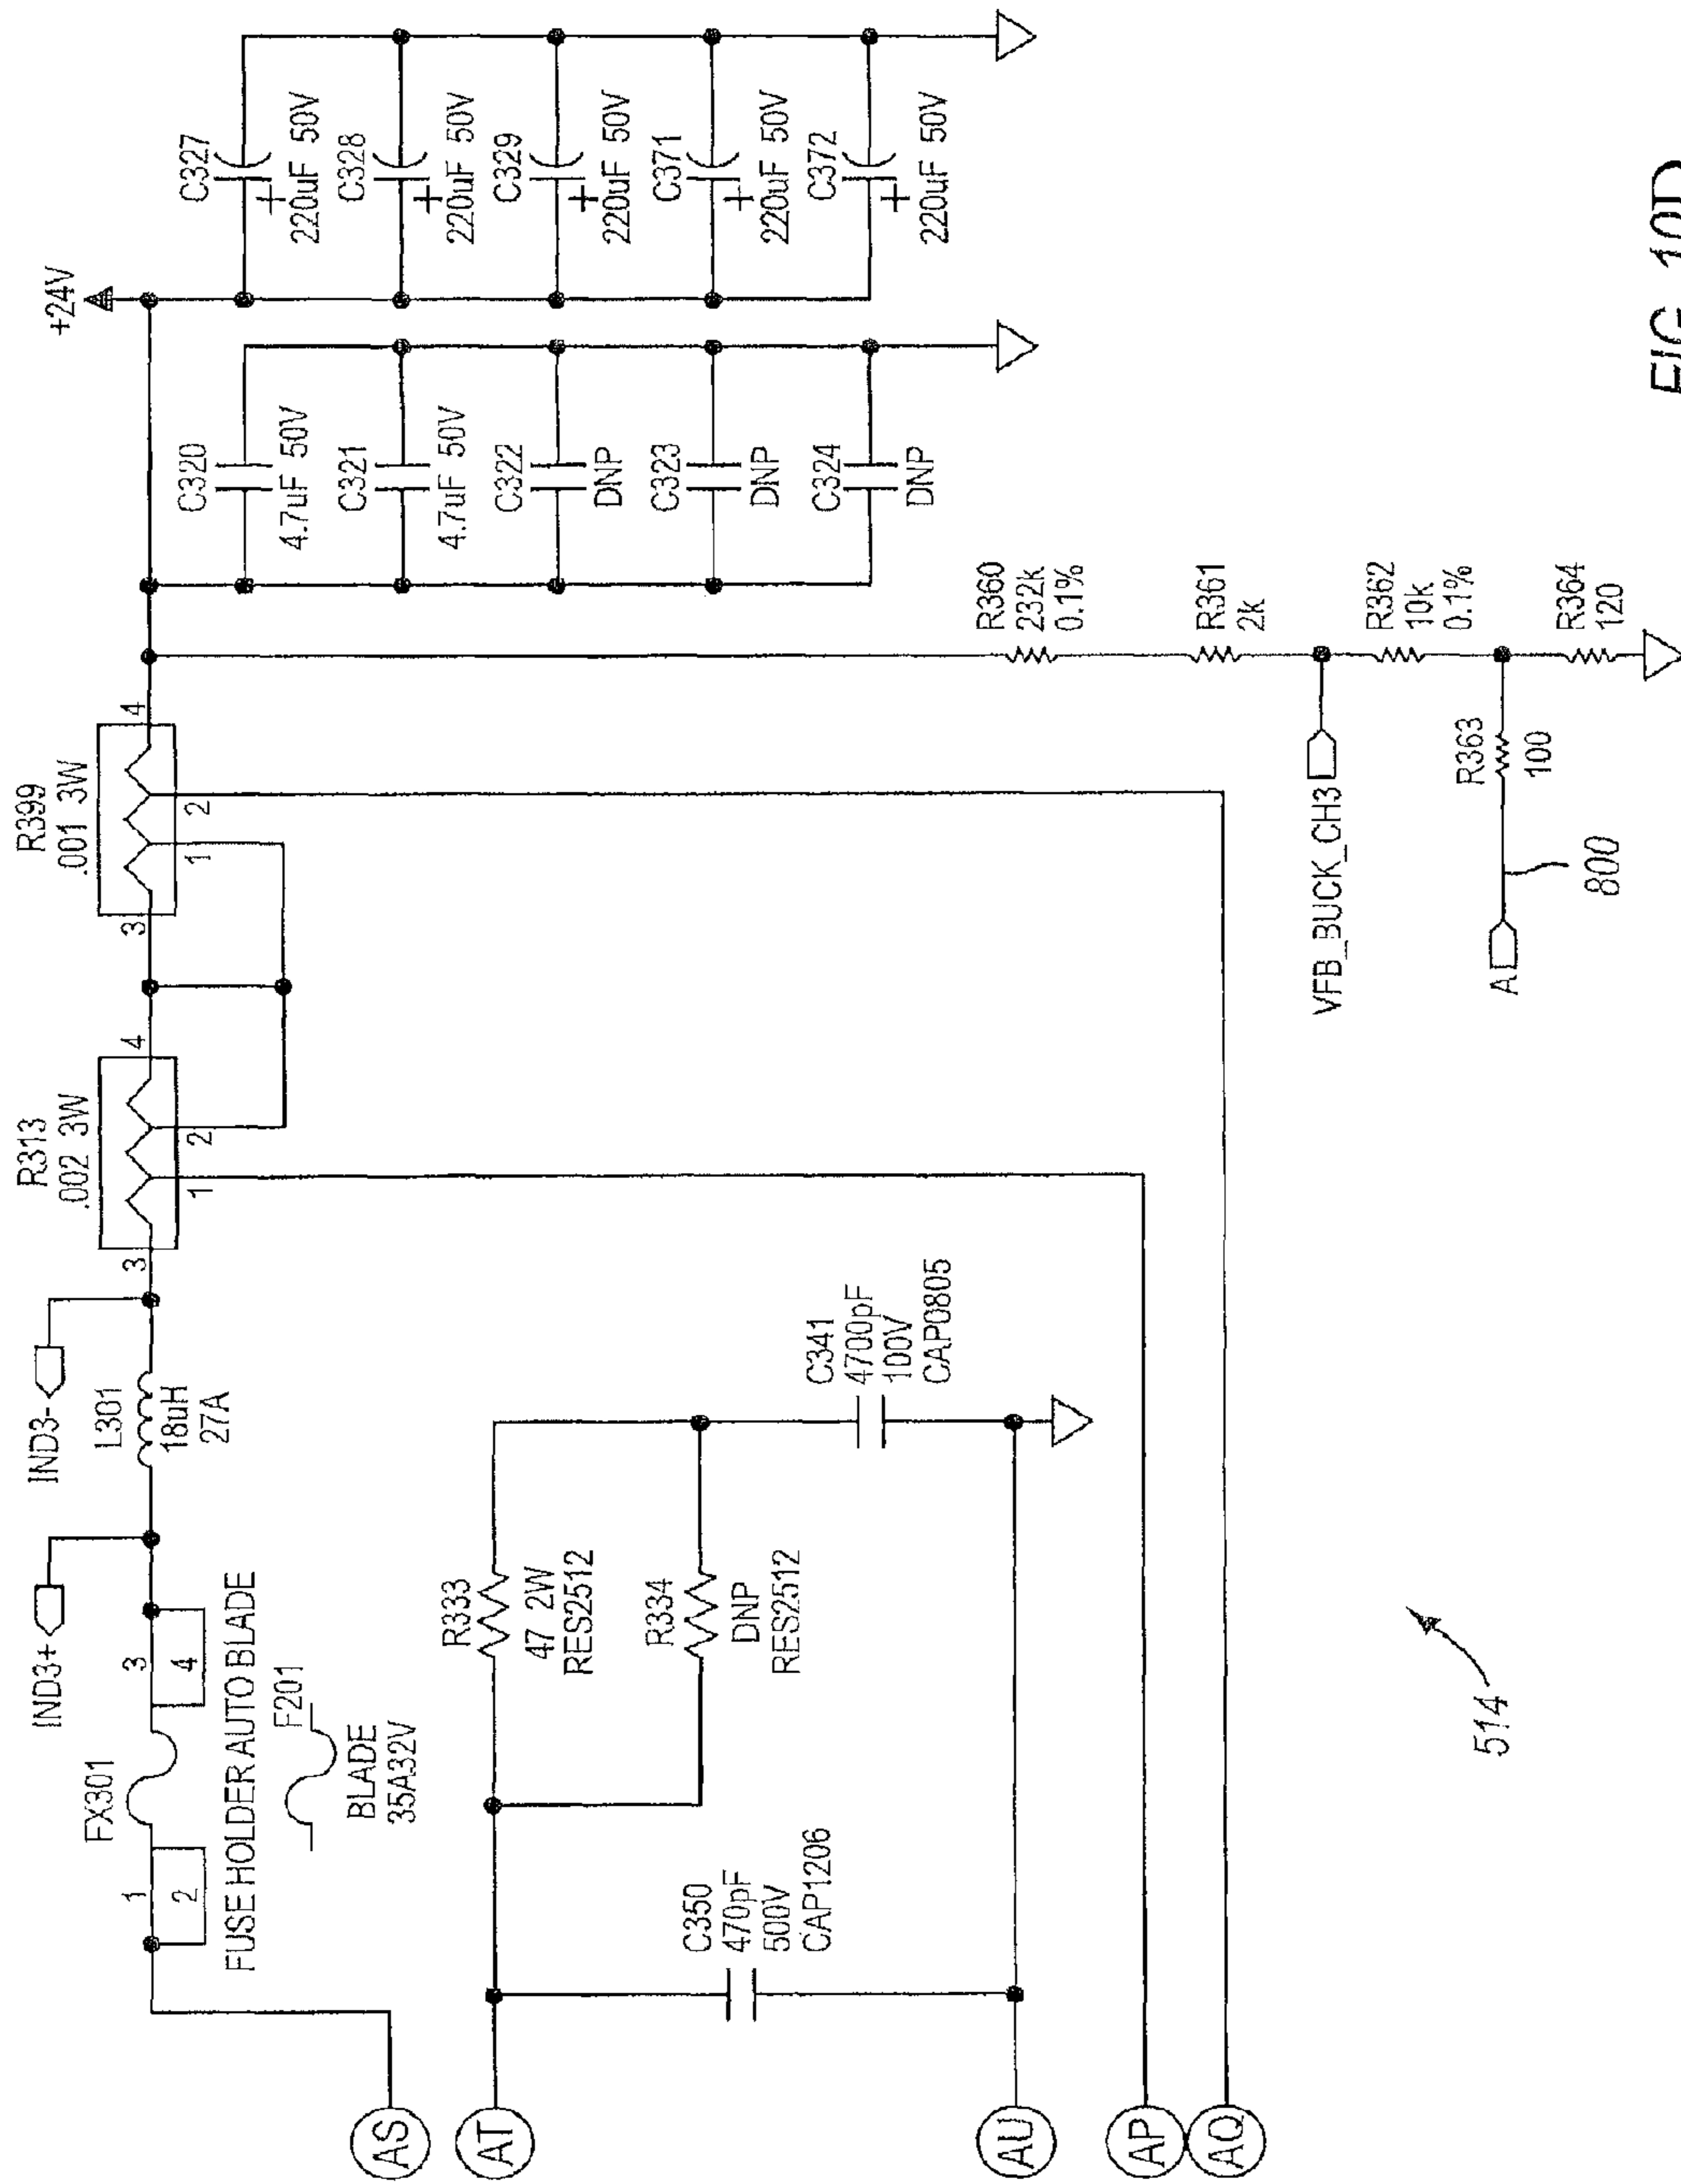 IND3+
IND3-
FX301
1
2
3
4
FUSE HOLDER AUTO BLADE
F201
BLADE
35A32V
L301
18uH
27A
R313
.002 3W
3
4
1
2
R399
.001 3W
3
4
1
2
+24V
C320
4.7uF 50V
C321
4.7uF 50V
C322
DNP
C323
DNP
C324
DNP
C327
+
220uF 50V
C328
+
220uF 50V
C329
+
220uF 50V
C371
+
220uF 50V
C372
+
220uF 50V
AS
AT
AU
AP
AQ
C350
470pF
500V
CAP1206
R333
47 2W
RES2512
R334
DNP
RES2512
C341
4700pF
100V
CAP0805
R360
232k
0.1%
R361
2k
VFB_BUCK_CH3
R362
10k
0.1%
R363
100
R364
120
A
800
514
FIG. 10D